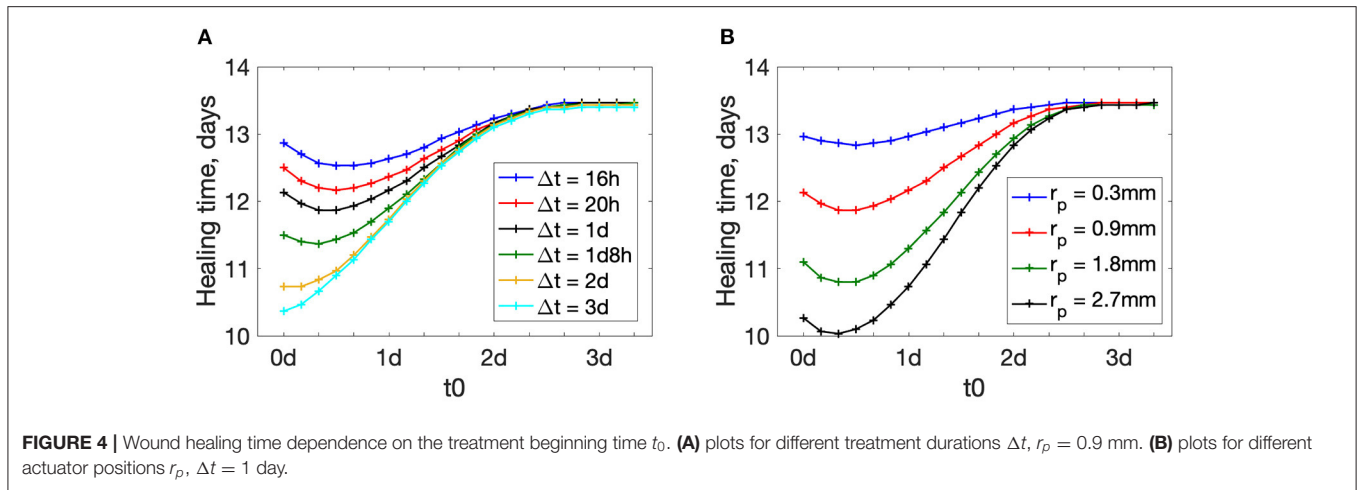 A
14
13
12
11
10
Healing time, days
0d 1d 2d 3d
t0
Δt = 16h
Δt = 20h
Δt = 1d
Δt = 1d8h
Δt = 2d
Δt = 3d
B
14
13
12
11
10
Healing time, days
0d 1d 2d 3d
t0
r_p = 0.3mm
r_p = 0.9mm
r_p = 1.8mm
r_p = 2.7mm
FIGURE 4 | Wound healing time dependence on the treatment beginning time t₀. (A) plots for different treatment durations Δt, r_p = 0.9 mm. (B) plots for different
actuator positions r_p, Δt = 1 day.